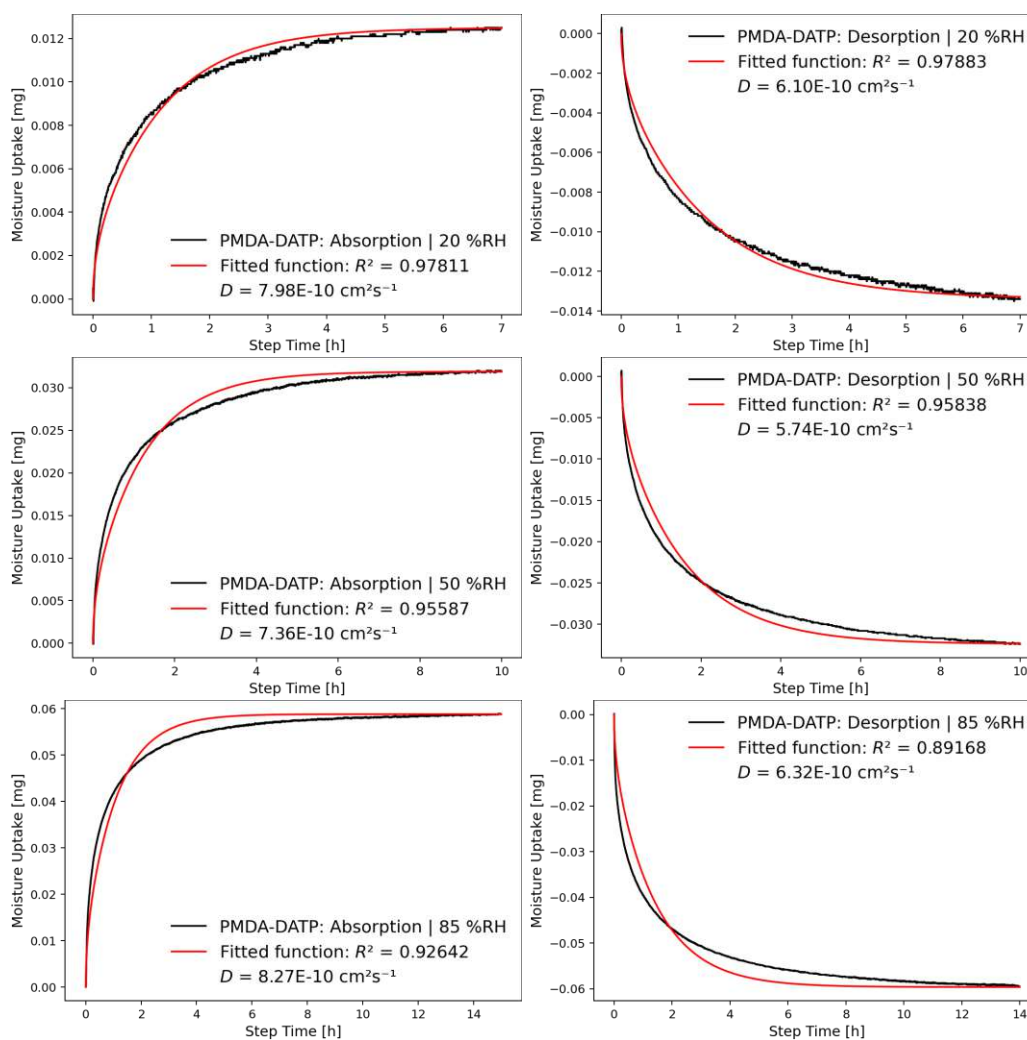 0.012
0.010
0.008
0.006
0.004
0.002
0.000
Moisture Uptake [mg]
PMDA-DATP: Absorption | 20 %RH
Fitted function: R² = 0.97811
D = 7.98E-10 cm²s⁻¹
0 1 2 3 4 5 6 7
Step Time [h]
0.000
−0.002
−0.004
−0.006
−0.008
−0.010
−0.012
−0.014
Moisture Uptake [mg]
PMDA-DATP: Desorption | 20 %RH
Fitted function: R² = 0.97883
D = 6.10E-10 cm²s⁻¹
0 1 2 3 4 5 6 7
Step Time [h]
0.030
0.025
0.020
0.015
0.010
0.005
0.000
Moisture Uptake [mg]
PMDA-DATP: Absorption | 50 %RH
Fitted function: R² = 0.95587
D = 7.36E-10 cm²s⁻¹
0 2 4 6 8 10
Step Time [h]
0.000
−0.005
−0.010
−0.015
−0.020
−0.025
−0.030
Moisture Uptake [mg]
PMDA-DATP: Desorption | 50 %RH
Fitted function: R² = 0.95838
D = 5.74E-10 cm²s⁻¹
0 2 4 6 8 10
Step Time [h]
0.06
0.05
0.04
0.03
0.02
0.01
0.00
Moisture Uptake [mg]
PMDA-DATP: Absorption | 85 %RH
Fitted function: R² = 0.92642
D = 8.27E-10 cm²s⁻¹
0 2 4 6 8 10 12 14
Step Time [h]
0.00
−0.01
−0.02
−0.03
−0.04
−0.05
−0.06
Moisture Uptake [mg]
PMDA-DATP: Desorption | 85 %RH
Fitted function: R² = 0.89168
D = 6.32E-10 cm²s⁻¹
0 2 4 6 8 10 12 14
Step Time [h]